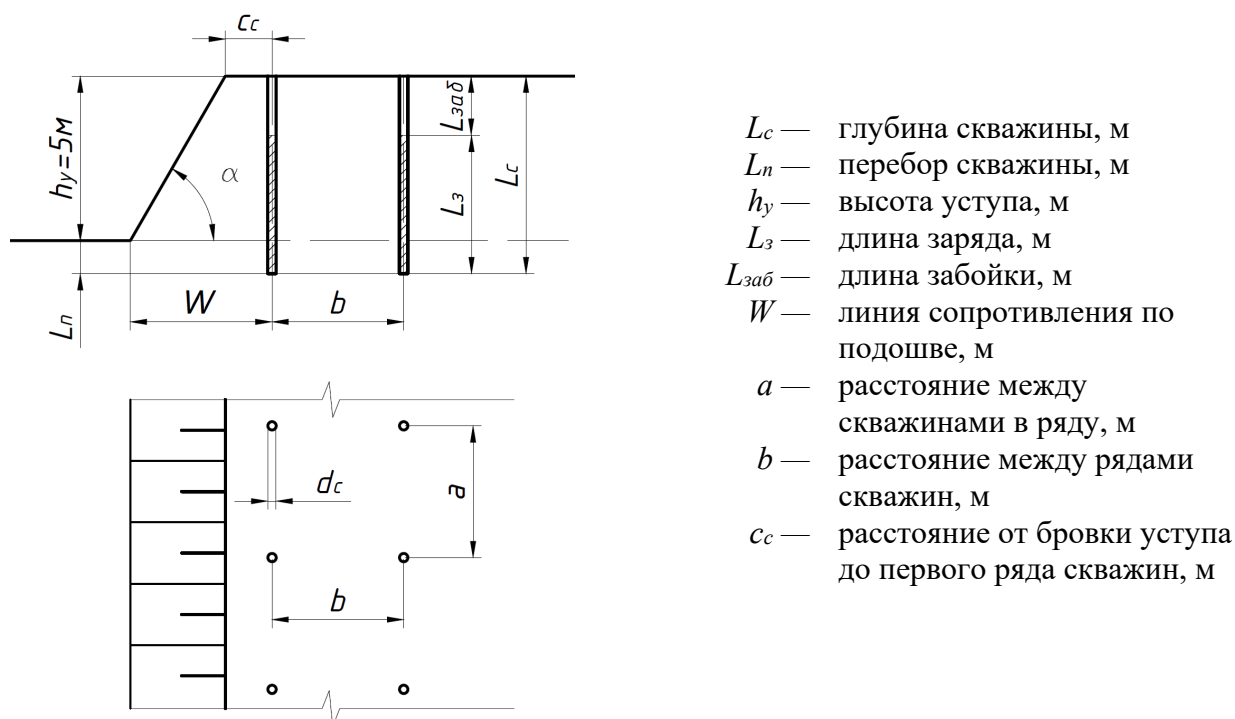 cc
hу=5м
α
Lзаб
Lз
Lс
Lп
W
b
dc
a
b
Lс — глубина скважины, м
Lп — перебор скважины, м
hу — высота уступа, м
Lз — длина заряда, м
Lзаб — длина забойки, м
W — линия сопротивления по
подошве, м
a — расстояние между
скважинами в ряду, м
b — расстояние между рядами
скважин, м
cс — расстояние от бровки уступа
до первого ряда скважин, м